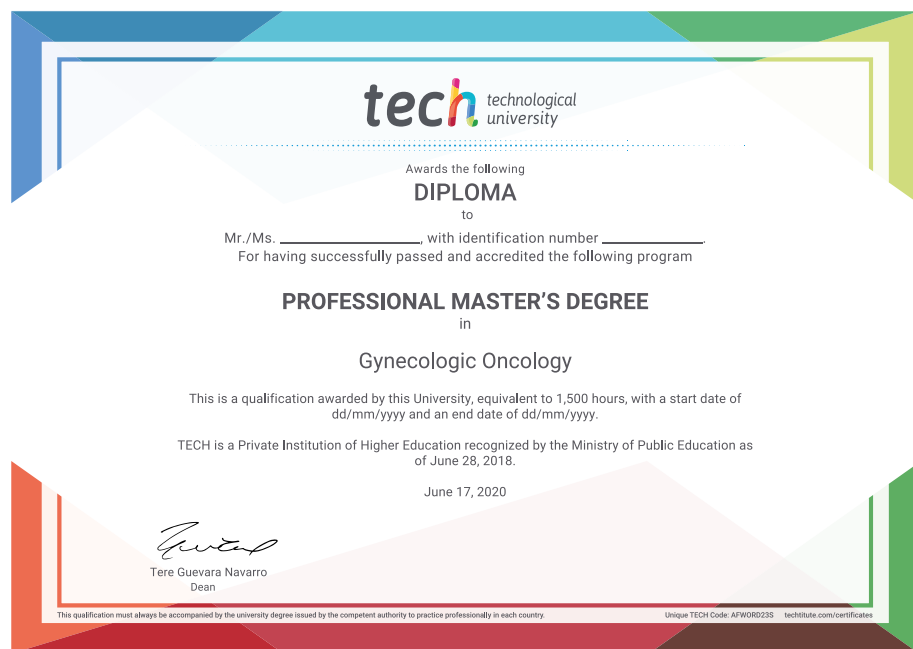 tech technological
university
Awards the following
DIPLOMA
to
Mr./Ms. ____________________, with identification number ______________.
For having successfully passed and accredited the following program
PROFESSIONAL MASTER'S DEGREE
in
Gynecologic Oncology
This is a qualification awarded by this University, equivalent to 1,500 hours, with a start date of
dd/mm/yyyy and an end date of dd/mm/yyyy.
TECH is a Private Institution of Higher Education recognized by the Ministry of Public Education as
of June 28, 2018.
June 17, 2020
Tere Guevara Navarro
Dean
This qualification must always be accompanied by the university degree issued by the competent authority to practice professionally in each country. Unique TECH Code: AFWORD23S techtitute.com/certificates